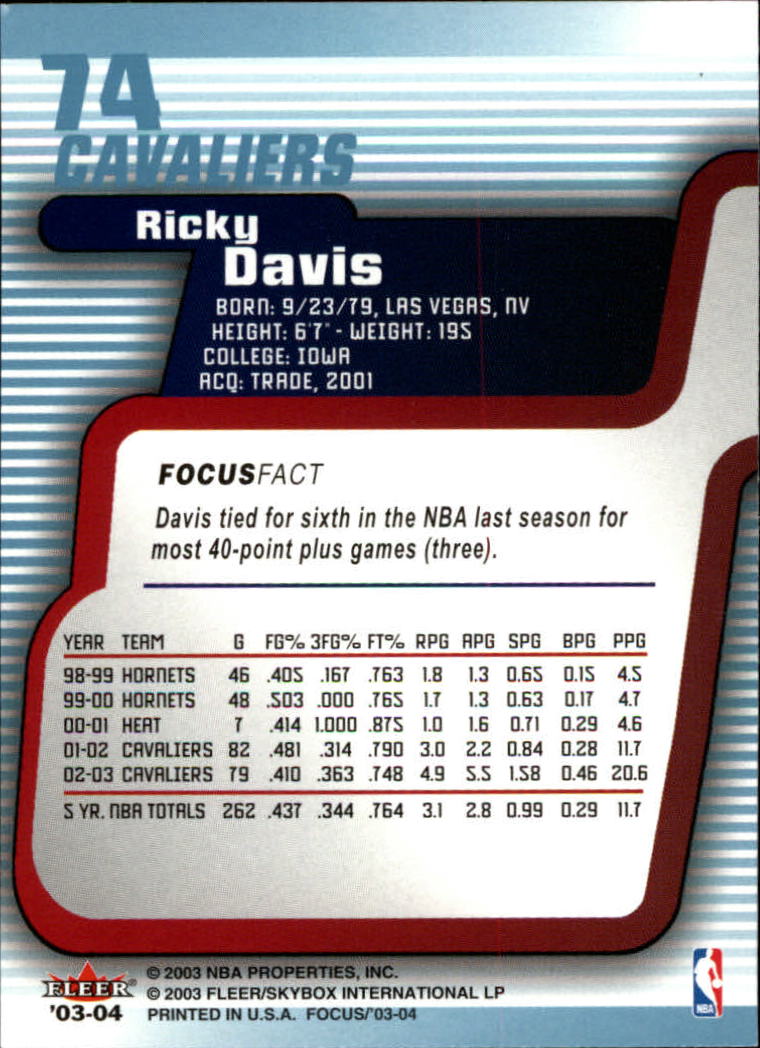 74
CAVALIERS
Ricky
Davis
BORN: 9/23/79, LAS VEGAS, NV
HEIGHT: 6'7" - WEIGHT: 195
COLLEGE: IOWA
ACQ: TRADE, 2001
FOCUSFACT
Davis tied for sixth in the NBA last season for
most 40-point plus games (three).
YEAR TEAM G FG% 3FG% FT% RPG APG SPG BPG PPG
98-99 HORNETS 46 .405 .167 .763 1.8 1.3 0.65 0.15 4.5
99-00 HORNETS 48 .503 .000 .765 1.7 1.3 0.63 0.17 4.7
00-01 HEAT 7 .414 1.000 .875 1.0 1.6 0.71 0.29 4.6
01-02 CAVALIERS 82 .481 .314 .790 3.0 2.2 0.84 0.28 11.7
02-03 CAVALIERS 79 .410 .363 .748 4.9 5.5 1.58 0.46 20.6
5 YR. NBA TOTALS 262 .437 .344 .764 3.1 2.8 0.99 0.29 11.7
FLEER
'03-04
© 2003 NBA PROPERTIES, INC.
© 2003 FLEER/SKYBOX INTERNATIONAL LP
PRINTED IN U.S.A. FOCUS/'03-04
NBA